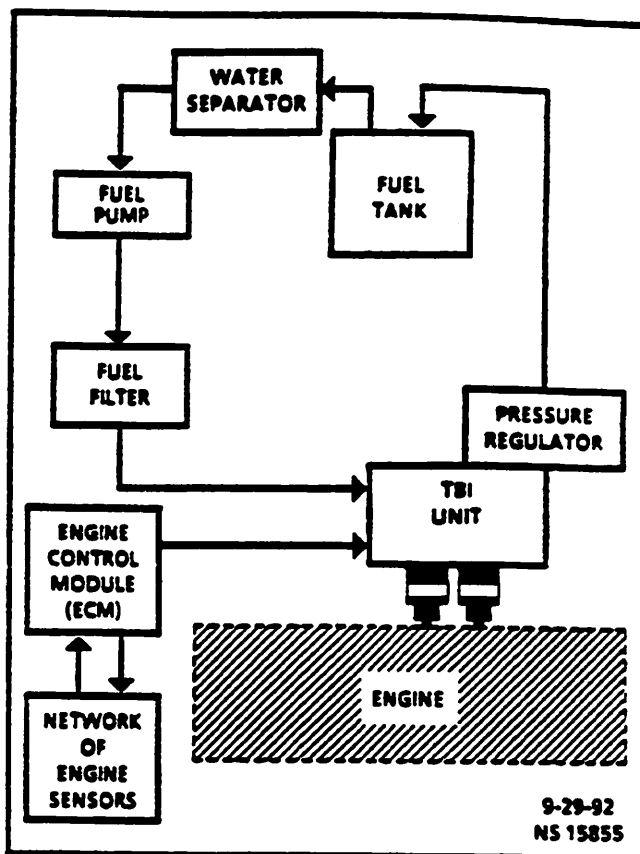 WATER
SEPARATOR
FUEL
TANK
FUEL
PUMP
FUEL
FILTER
PRESSURE
REGULATOR
TBI
UNIT
ENGINE
CONTROL
MODULE
(ECM)
ENGINE
NETWORK
OF
ENGINE
SENSORS
9-29-92
NS 15855